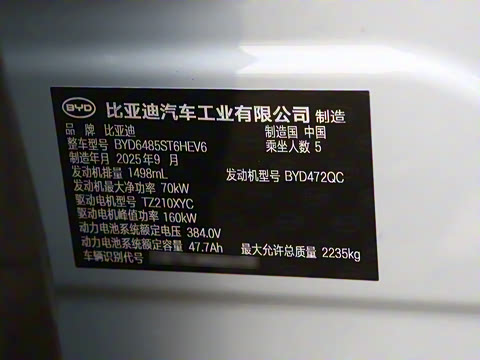 BYD 比亚迪汽车工业有限公司 制造
品 牌 比亚迪 制造国 中国
整车型号 BYD6485ST6HEV6 乘坐人数 5
制造年月 2025年9 月
发动机排量 1498mL 发动机型号 BYD472QC
发动机最大净功率 70kW
驱动电机型号 TZ210XYC
驱动电机峰值功率 160kW
动力电池系统额定电压 384.0V
动力电池系统额定容量 47.7Ah 最大允许总质量 2235kg
车辆识别代号